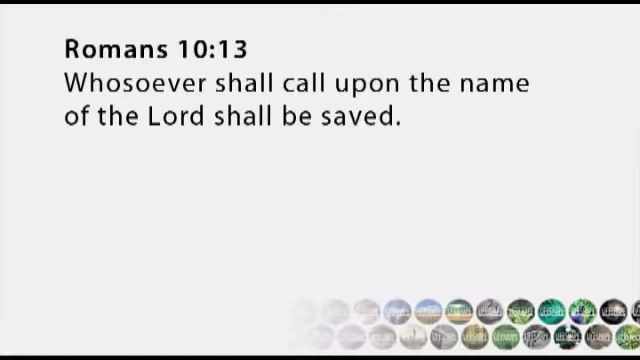 Romans 10:13
Whosoever shall call upon the name
of the Lord shall be saved.